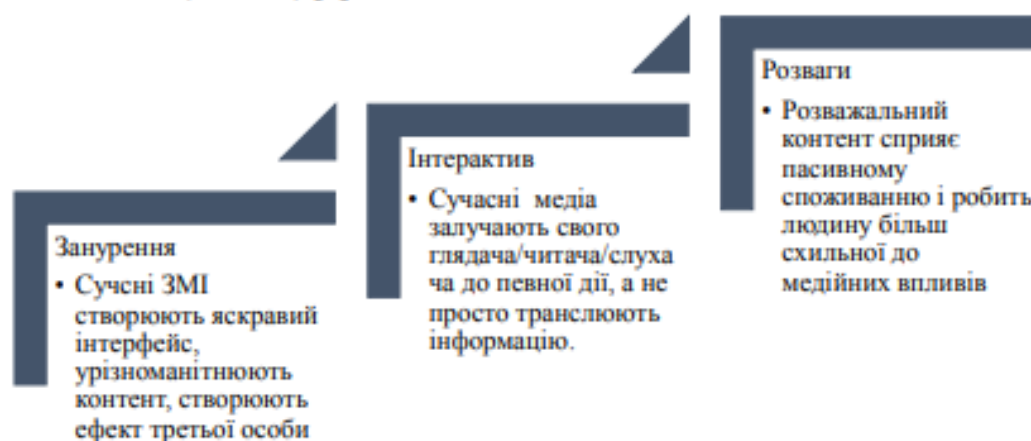 Занурення
• Сучсні ЗМІ
створюють яскравий
інтерфейс,
урізноманітнюють
контент, створюють
ефект третьої особи
Інтерактив
• Сучасні медіа
залучають свого
глядача/читача/слуха
ча до певної дії, а не
просто транслюють
інформацію.
Розваги
• Розважальний
контент сприяє
пасивному
споживанню і робить
людину більш
схильної до
медійних впливів